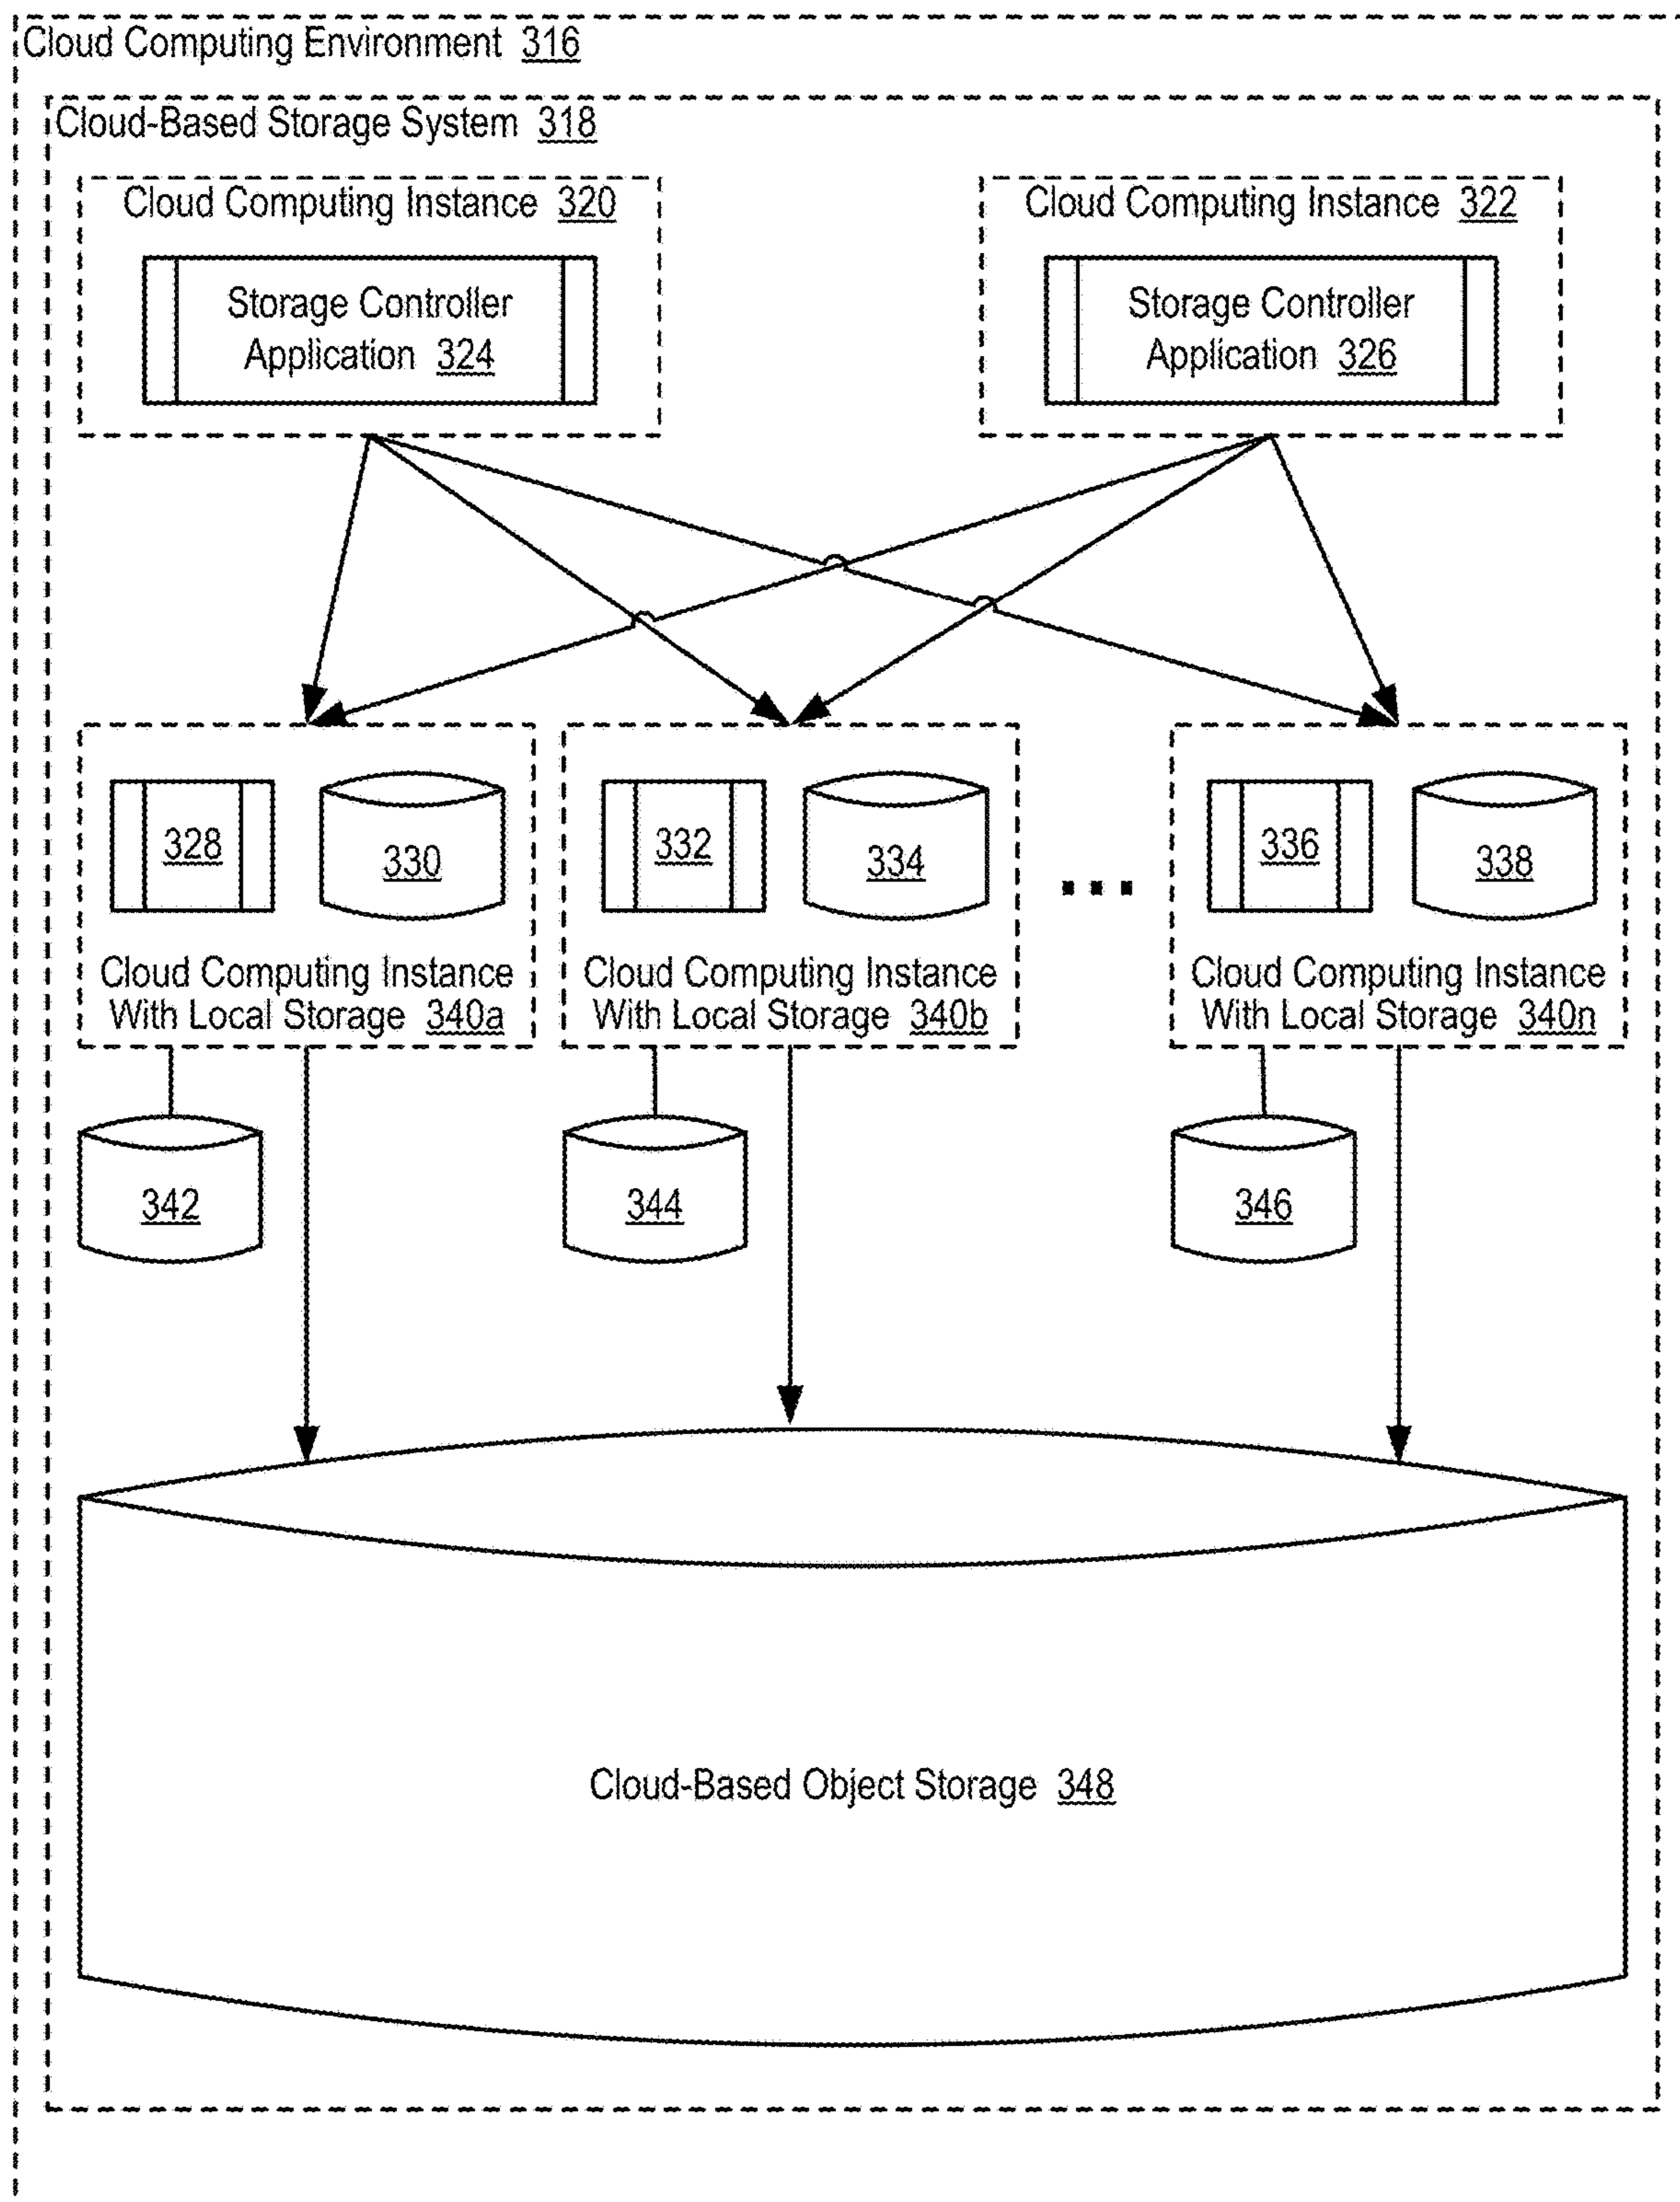 Cloud Computing Environment 316
Cloud-Based Storage System 318
Cloud Computing Instance 320
Storage Controller
Application 324
Cloud Computing Instance 322
Storage Controller
Application 326
328
330
Cloud Computing Instance
With Local Storage 340a
332
334
Cloud Computing Instance
With Local Storage 340b
...
336
338
Cloud Computing Instance
With Local Storage 340n
342
344
346
Cloud-Based Object Storage 348